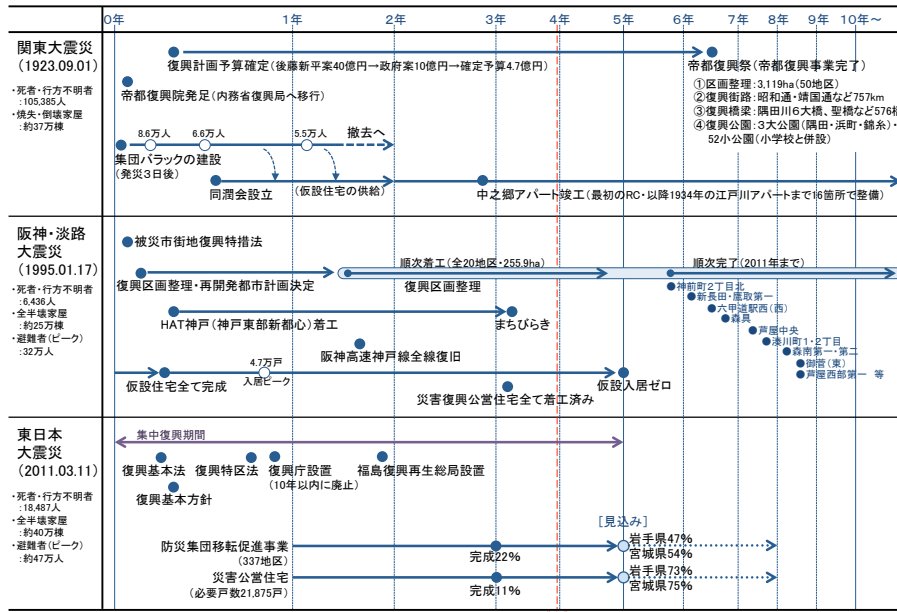 0年 1年 2年 3年 4年 5年 6年 7年 8年 9年 10年～
関東大震災
(1923.09.01)
・死者・行方不明者
:105,385人
・焼失・倒壊家屋
:約37万棟
復興計画予算確定(後藤新平案40億円→政府案10億円→確定予算4.7億円)
帝都復興祭(帝都復興事業完了)
①区画整理:3,119ha(50地区)
②復興街路:昭和通・靖国通など757km
③復興橋梁:隅田川6大橋、聖橋など576橋
④復興公園:3大公園(隅田・浜町・錦糸)・
52小公園(小学校と併設)
帝都復興院発足(内務省復興局へ移行)
8.6万人 6.6万人 5.5万人 撤去へ
集団バラックの建設
(発災3日後)
同潤会設立
(仮設住宅の供給)
中之郷アパート竣工(最初のRC・以降1934年の江戸川アパートまで16箇所で整備)
阪神・淡路
大震災
(1995.01.17)
・死者・行方不明者
:6,436人
・全半壊家屋
:約25万棟
・避難者(ピーク)
:32万人
被災市街地復興特措法
復興区画整理・再開発都市計画決定
順次着工(全20地区・255.9ha)
復興区画整理
順次完了(2011年まで)
神前町2丁目北
新長田・鷹取第一
六甲道駅西(西)
森具
芦屋中央
湊川町1・2丁目
森南第一・第二
御菅(東)
芦屋西部第一 等
HAT神戸(神戸東部新都心)着工
まちびらき
阪神高速神戸線全線復旧
4.7万戸
入居ピーク
仮設住宅全て完成
災害復興公営住宅全て着工済み
仮設入居ゼロ
東日本
大震災
(2011.03.11)
・死者・行方不明者
:18,487人
・全半壊家屋
:約40万棟
・避難者(ピーク)
:約47万人
集中復興期間
復興基本法
復興特区法
復興庁設置
(10年以内に廃止)
福島復興再生総局設置
復興基本方針
[見込み]
防災集団移転促進事業
(337地区)
完成22%
岩手県47%
宮城県54%
災害公営住宅
(必要戸数21,875戸)
完成11%
岩手県73%
宮城県75%